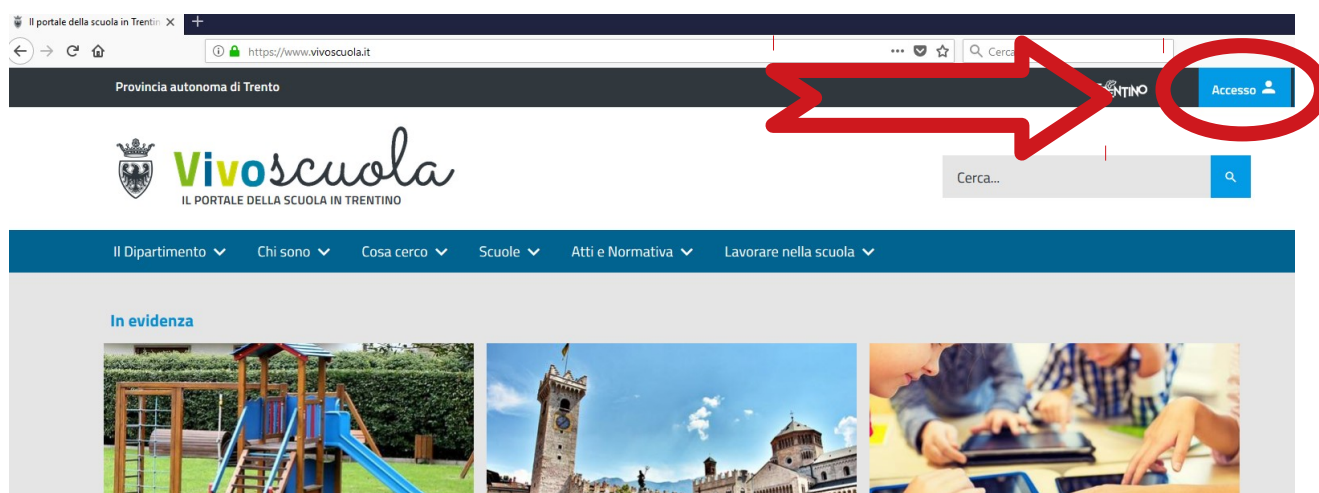 Il portale della scuola in Trentin
https://www.vivoscuola.it
Provincia autonoma di Trento
Accesso
Vivoscuola
IL PORTALE DELLA SCUOLA IN TRENTINO
Cerca...
Il Dipartimento
Chi sono
Cosa cerco
Scuole
Atti e Normativa
Lavorare nella scuola
In evidenza